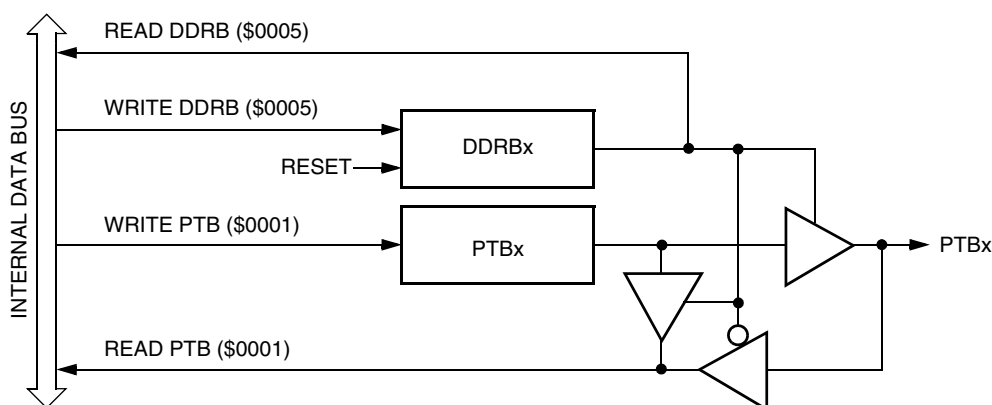 READ DDRB ($0005)
WRITE DDRB ($0005)
DDRBx
RESET
WRITE PTB ($0001)
PTBx
PTBx
READ PTB ($0001)
INTERNAL DATA BUS